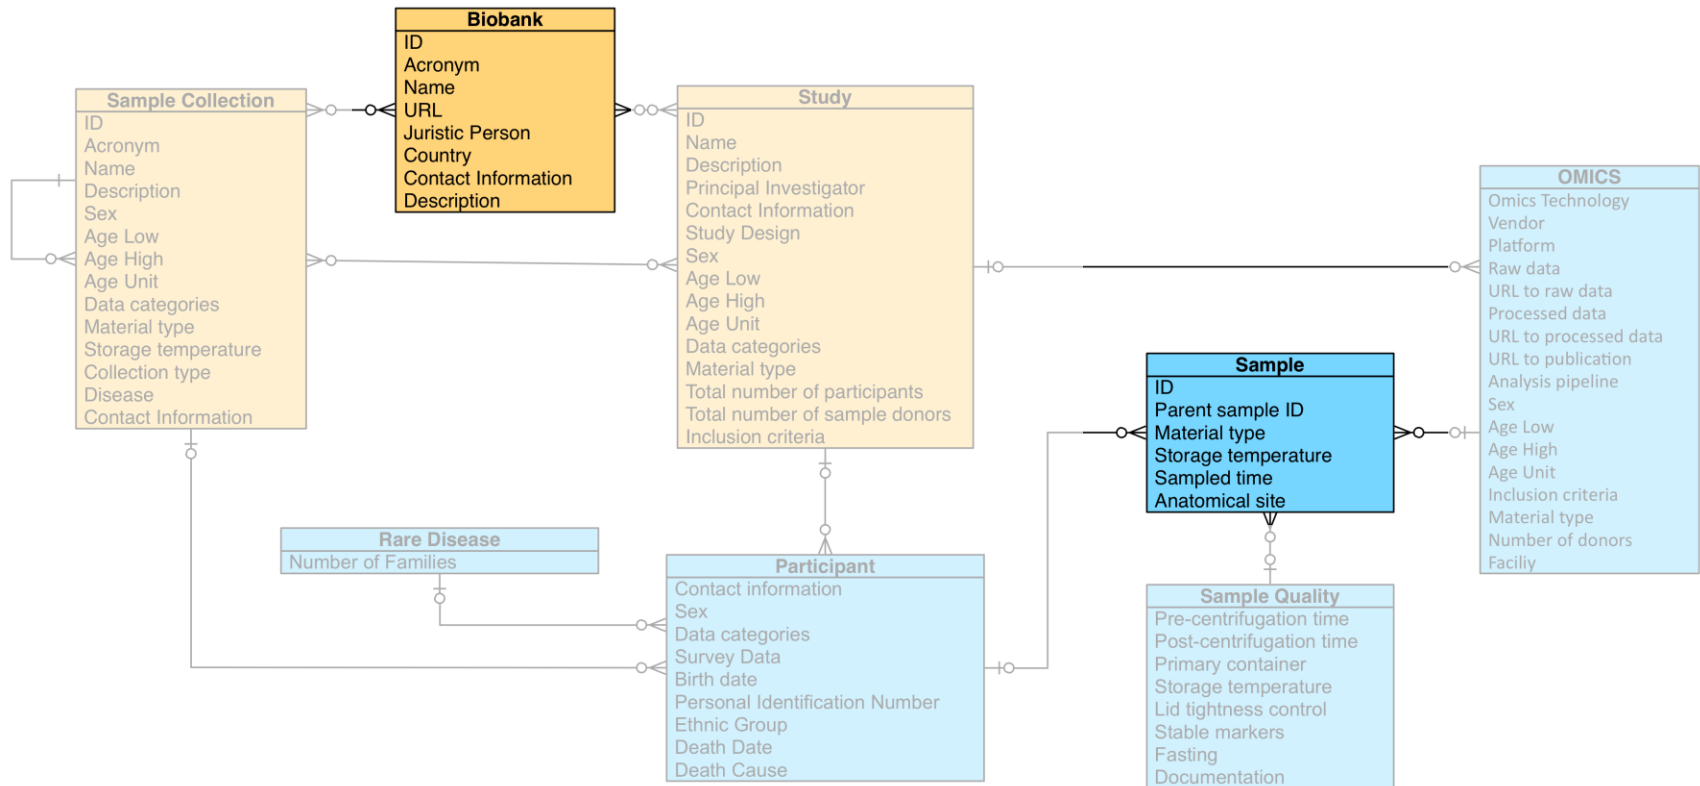 Biobank
ID
Acronym
Name
URL
Juristic Person
Country
Contact Information
Description
Sample Collection
ID
Acronym
Name
Description
Sex
Age Low
Age High
Age Unit
Data categories
Material type
Storage temperature
Collection type
Disease
Contact Information
Study
ID
Name
Description
Principal Investigator
Contact Information
Study Design
Sex
Age Low
Age High
Age Unit
Data categories
Material type
Total number of participants
Total number of sample donors
Inclusion criteria
OMICS
Omics Technology
Vendor
Platform
Raw data
URL to raw data
Processed data
URL to processed data
URL to publication
Analysis pipeline
Sex
Age Low
Age High
Age Unit
Inclusion criteria
Material type
Number of donors
Faciliy
Sample
ID
Parent sample ID
Material type
Storage temperature
Sampled time
Anatomical site
Rare Disease
Number of Families
Participant
Contact information
Sex
Data categories
Survey Data
Birth date
Personal Identification Number
Ethnic Group
Death Date
Death Cause
Sample Quality
Pre-centrifugation time
Post-centrifugation time
Primary container
Storage temperature
Lid tightness control
Stable markers
Fasting
Documentation